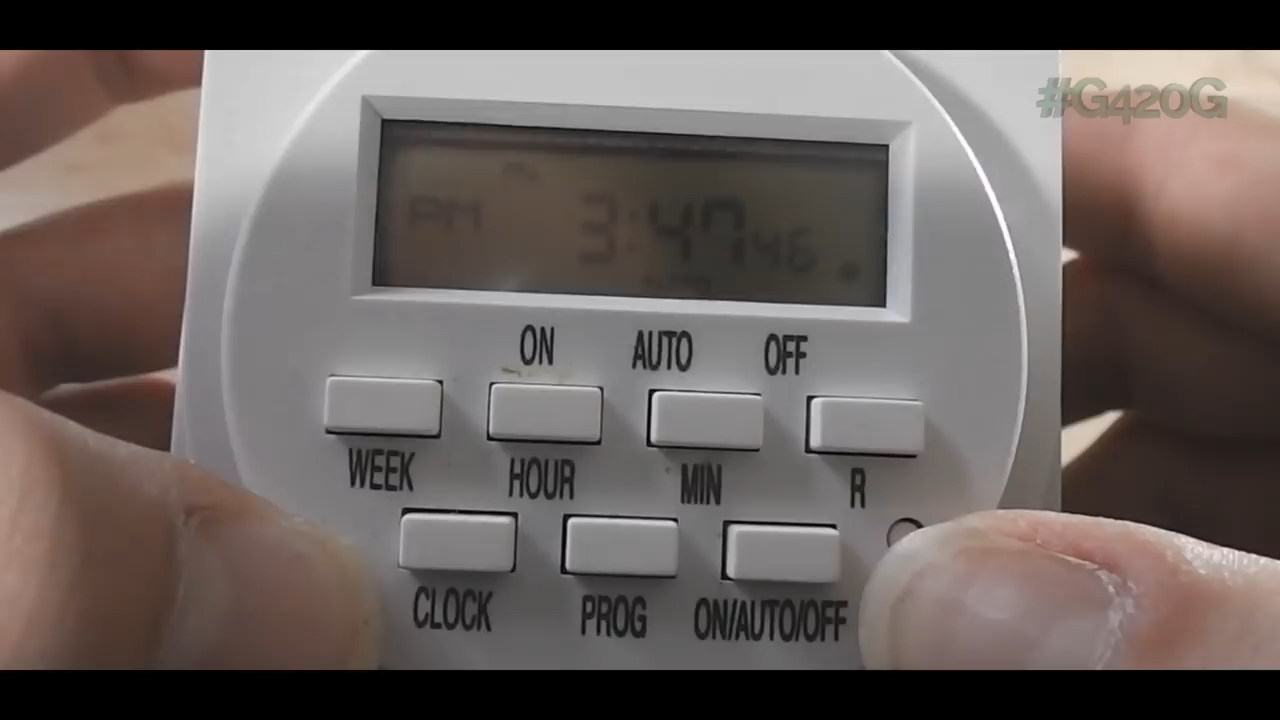 #G420G
PM 3:47 46
ON AUTO OFF
WEEK HOUR MIN R
CLOCK PROG ON/AUTO/OFF